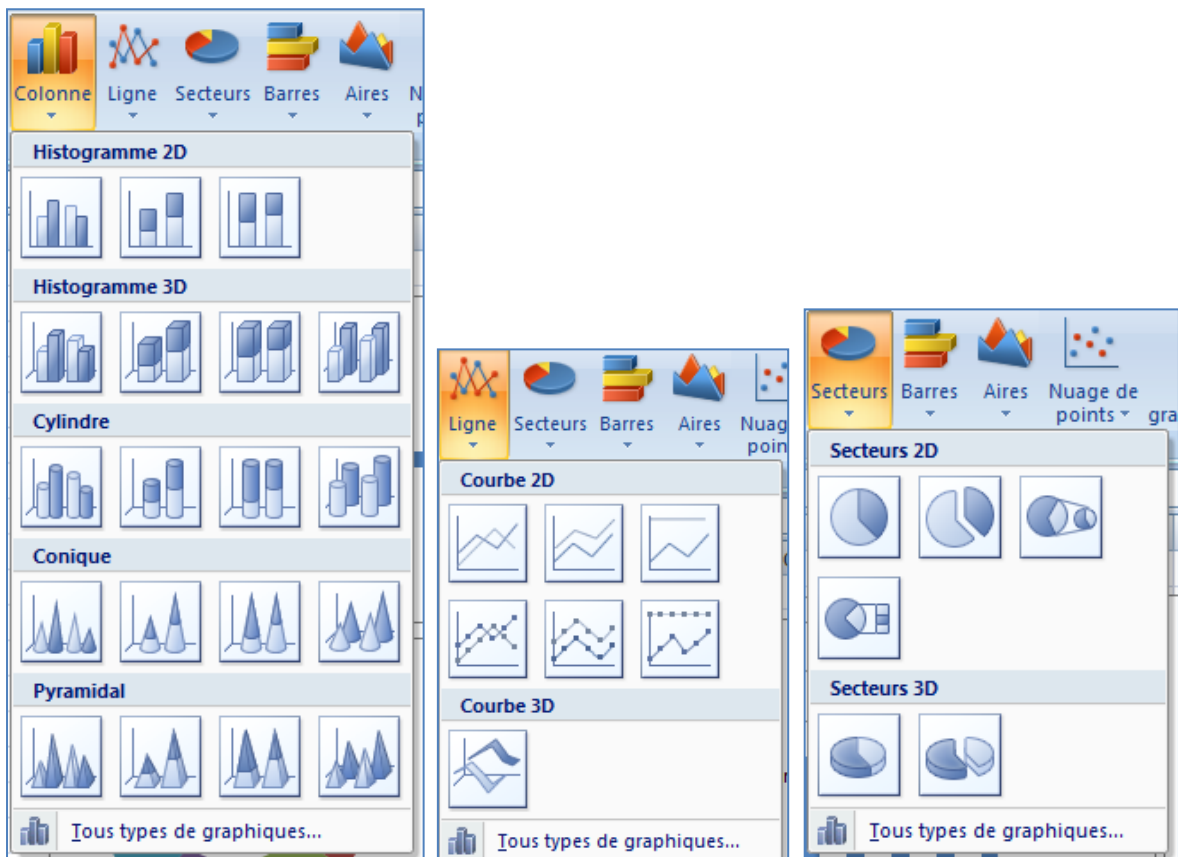 Colonne Ligne Secteurs Barres Aires
Histogramme 2D
Histogramme 3D
Cylindre
Conique
Pyramidal
Tous types de graphiques...
Ligne Secteurs Barres Aires
Courbe 2D
Courbe 3D
Tous types de graphiques...
Secteurs Barres Aires Nuage de
points
Secteurs 2D
Secteurs 3D
Tous types de graphiques...